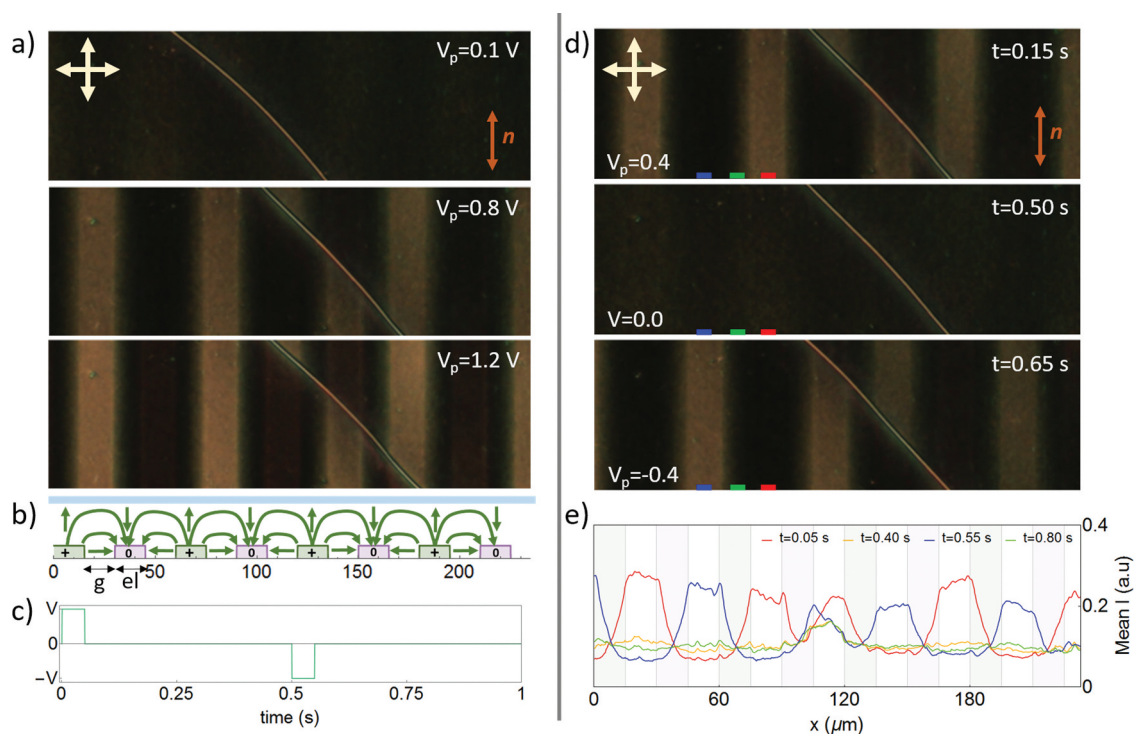 a)
V_p=0.1 V
n
V_p=0.8 V
V_p=1.2 V
b)
+ 0 + 0 + 0 + 0
0 50 100 150 200
g el
c)
V
0
−V
0 0.25 0.5 0.75 1
time (s)
d)
t=0.15 s
n
V_p=0.4
t=0.50 s
V=0.0
t=0.65 s
V_p=-0.4
e)
t=0.05 s t=0.40 s t=0.55 s t=0.80 s
0.4
0.2
0
Mean I (a.u)
0 60 120 180
x (μm)